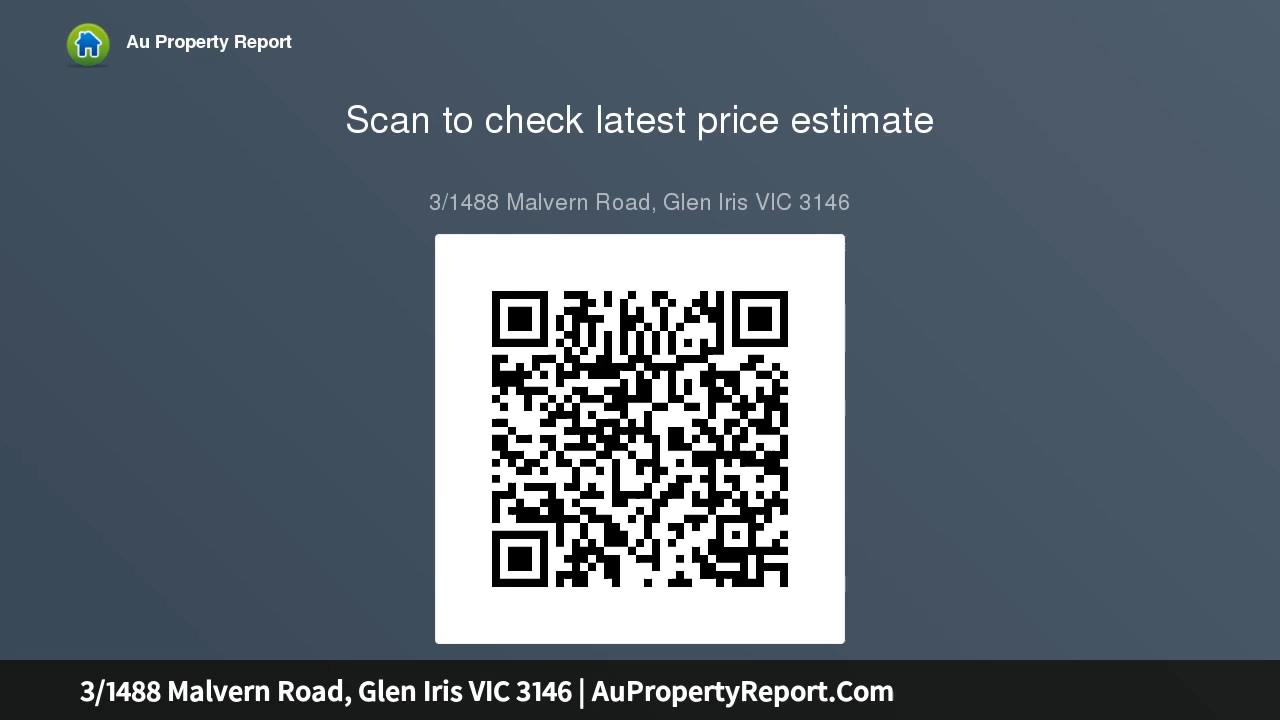 Au Property Report
Scan to check latest price estimate
3/1488 Malvern Road, Glen Iris VIC 3146
3/1488 Malvern Road, Glen Iris VIC 3146 | AuPropertyReport.Com